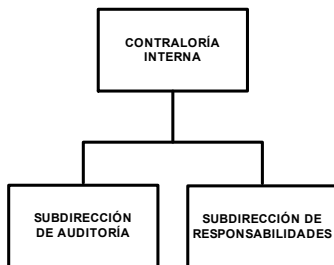 CONTRALORÍA
INTERNA
SUBDIRECCIÓN
DE AUDITORÍA
SUBDIRECCIÓN DE
RESPONSABILIDADES